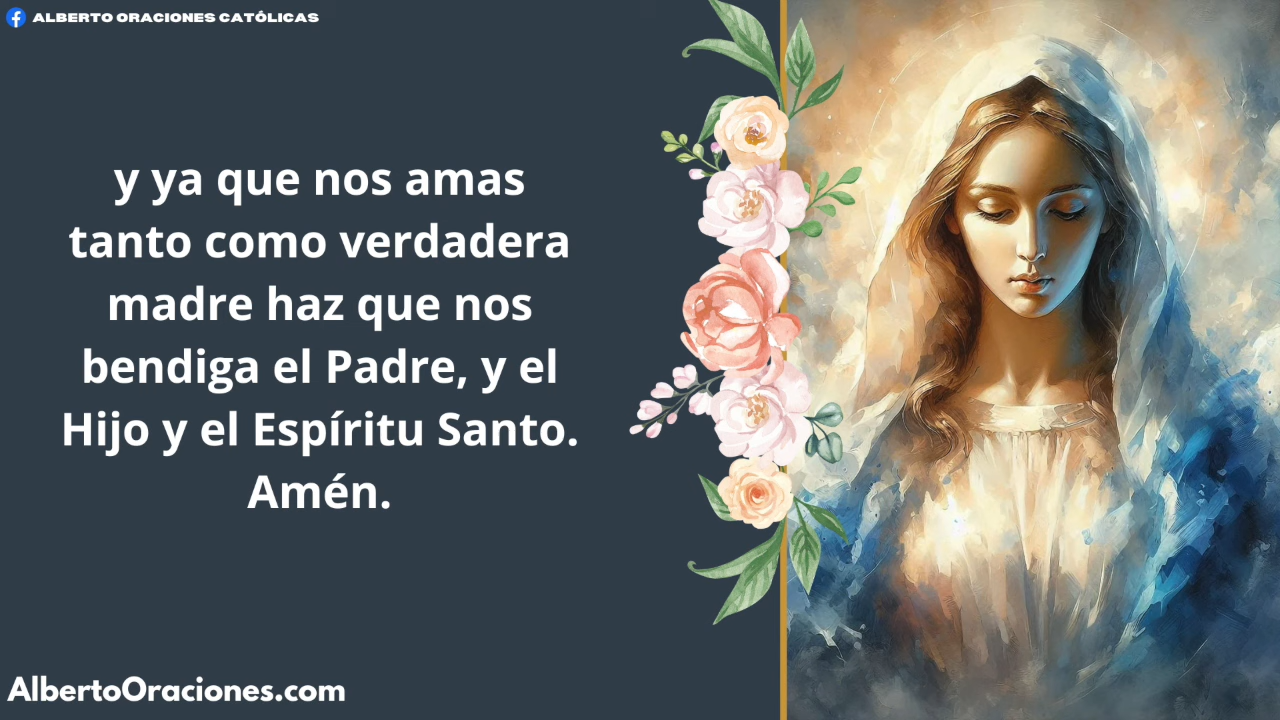 ALBERTO ORACIONES CATÓLICAS
y ya que nos amas
tanto como verdadera
madre haz que nos
bendiga el Padre, y el
Hijo y el Espíritu Santo.
Amén.
AlbertoOraciones.com